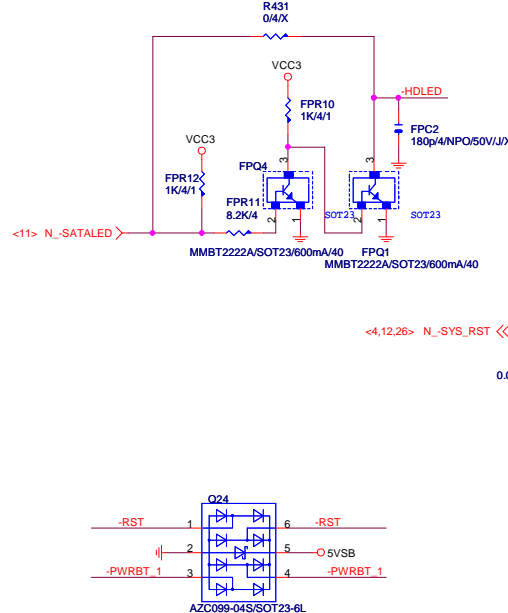 R431
0/4/X
VCC3
-HDLED
FPR10
1K/4/1
FPC2
180p/4/NPO/50V/J/X
VCC3
FPR12
1K/4/1
FPQ4
3
3
FPR11
8.2K/4
SOT23
SOT23
2
1
2
1
<11> N_-SATALED
MMBT2222A/SOT23/600mA/40
FPQ1
MMBT2222A/SOT23/600mA/40
<4,12,26> N_-SYS_RST
Q24
-RST
1
6
-RST
2
5
5VSB
-PWRBT_1
3
4
-PWRBT_1
AZC099-04S/SOT23-6L